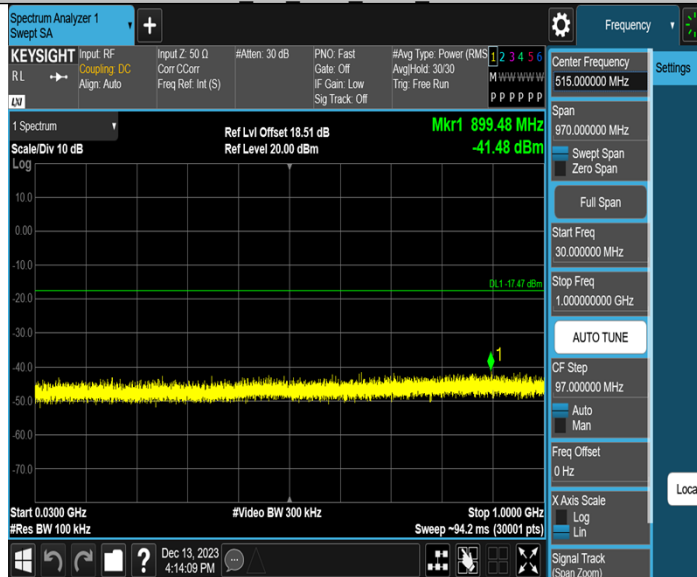 Spectrum Analyzer 1
Swept SA
Frequency
KEYSIGHT
RL
LXI
Input: RF
Coupling: DC
Align: Auto
Input Z: 50 Ω
Corr CCorr
Freq Ref: Int (S)
#Atten: 30 dB
PNO: Fast
Gate: Off
IF Gain: Low
Sig Track: Off
#Avg Type: Power (RMS
Avg|Hold: 30/30
Trig: Free Run
1 2 3 4 5 6
M W W W W W
P P P P P P
1 Spectrum
Scale/Div 10 dB
Log
Ref Lvl Offset 18.51 dB
Ref Level 20.00 dBm
Mkr1 899.48 MHz
-41.48 dBm
10.0
0.00
-10.0
-20.0
-30.0
-40.0
-50.0
-60.0
-70.0
DL1 -17.47 dBm
1
Start 0.0300 GHz
#Res BW 100 kHz
#Video BW 300 kHz
Stop 1.0000 GHz
Sweep ~94.2 ms (30001 pts)
Dec 13, 2023
4:14:09 PM
Center Frequency
515.000000 MHz
Span
970.000000 MHz
Swept Span
Zero Span
Full Span
Start Freq
30.000000 MHz
Stop Freq
1.000000000 GHz
AUTO TUNE
CF Step
97.000000 MHz
Auto
Man
Freq Offset
0 Hz
X Axis Scale
Log
Lin
Signal Track
(Span Zoom)
Settings
Loca